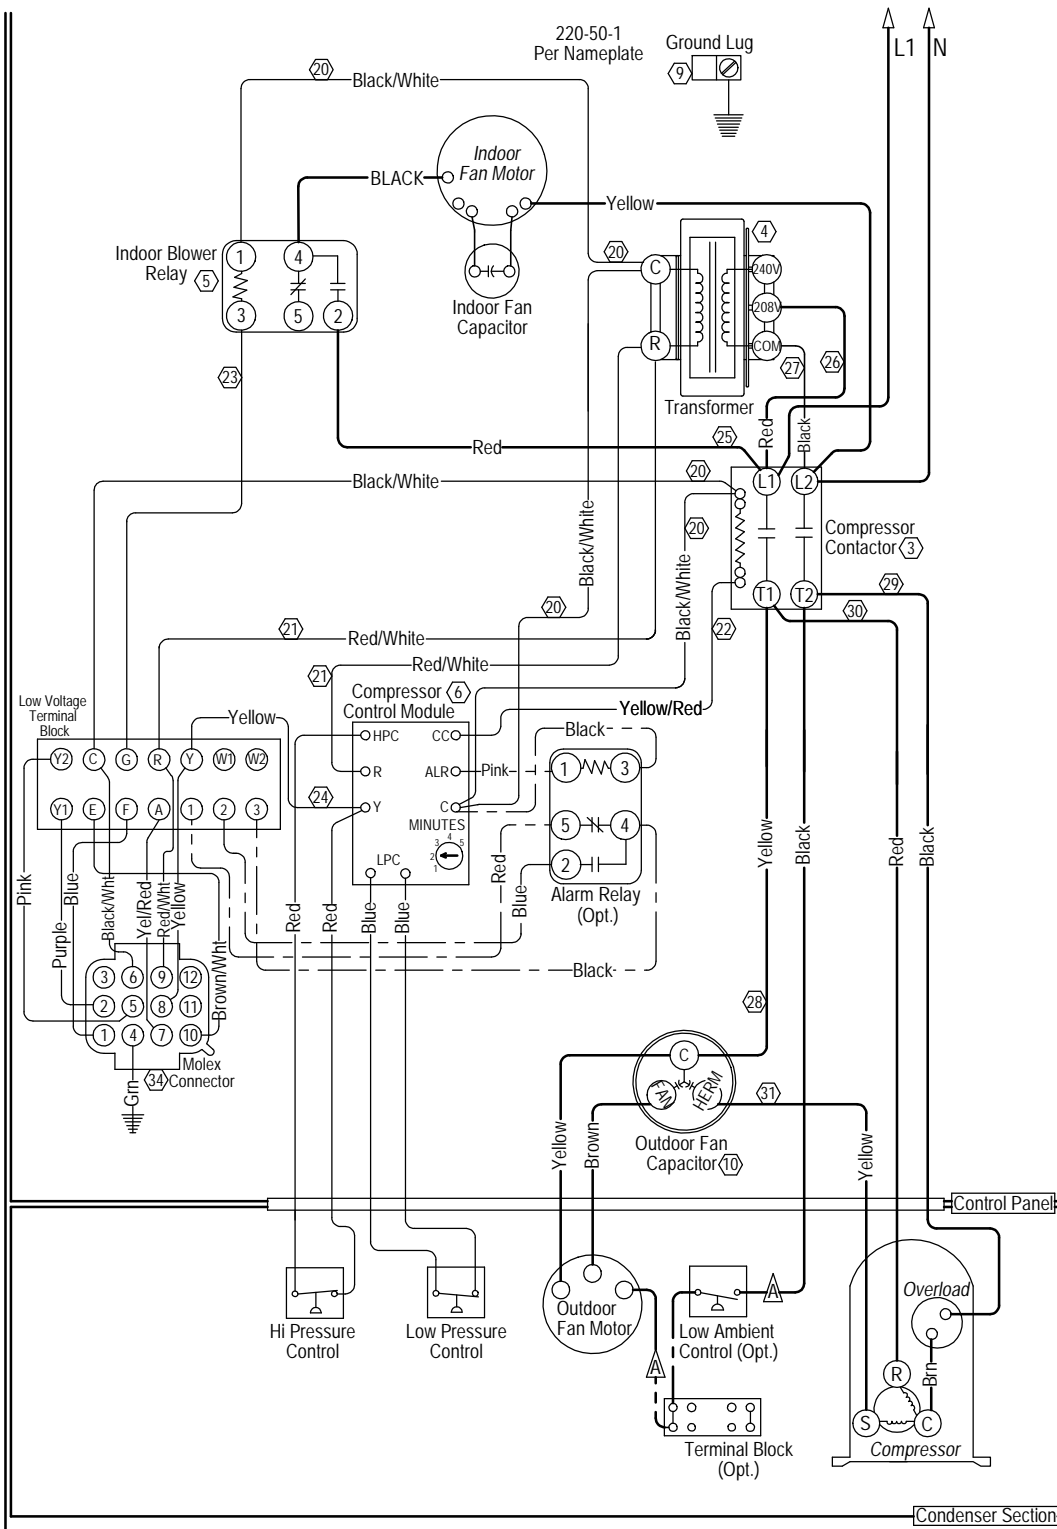 220-50-1
Per Nameplate
Ground Lug
9
L1 N
20
Black/White
Indoor
Fan Motor
BLACK
Yellow
Indoor Blower
Relay 5
1 4
3 5 2
Indoor Fan
Capacitor
20
4
C
R
240V
208V
COM
27
26
Transformer
23
Red
25
Red
Black
Black/White
20
L1 L2
20
Compressor
Contactor 3
Black/White
Black/White
20
22
T1 T2
29
30
21
Red/White
21
Red/White
Low Voltage
Terminal
Block
Yellow
Compressor 6
Control Module
Yellow/Red
Black
HPC CC
R ALR
Pink
Y C
24
MINUTES
1 2 3 4 5
LPC
1 3
5 4
2
Alarm Relay
(Opt.)
Y2 C G R Y W1 W2
Y1 E F A 1 2 3
Pink
Blue
Purple
Black/Wht
Yel/Red
Red/Wht
Yellow
Brown/Wht
Red
Red
Blue
Blue
Red
Blue
Black
Yellow
Black
Red
Black
3 6 9 12
2 5 8 11
1 4 7 10
34
Molex
Connector
Grn
28
C
FAN
HERM
31
Outdoor Fan
Capacitor 10
Yellow
Brown
Yellow
Control Panel
Hi Pressure
Control
Low Pressure
Control
Outdoor
Fan Motor
A
Low Ambient
Control (Opt.)
A
Overload
Brn
R
S C
Compressor
Terminal Block
(Opt.)
Condenser Section